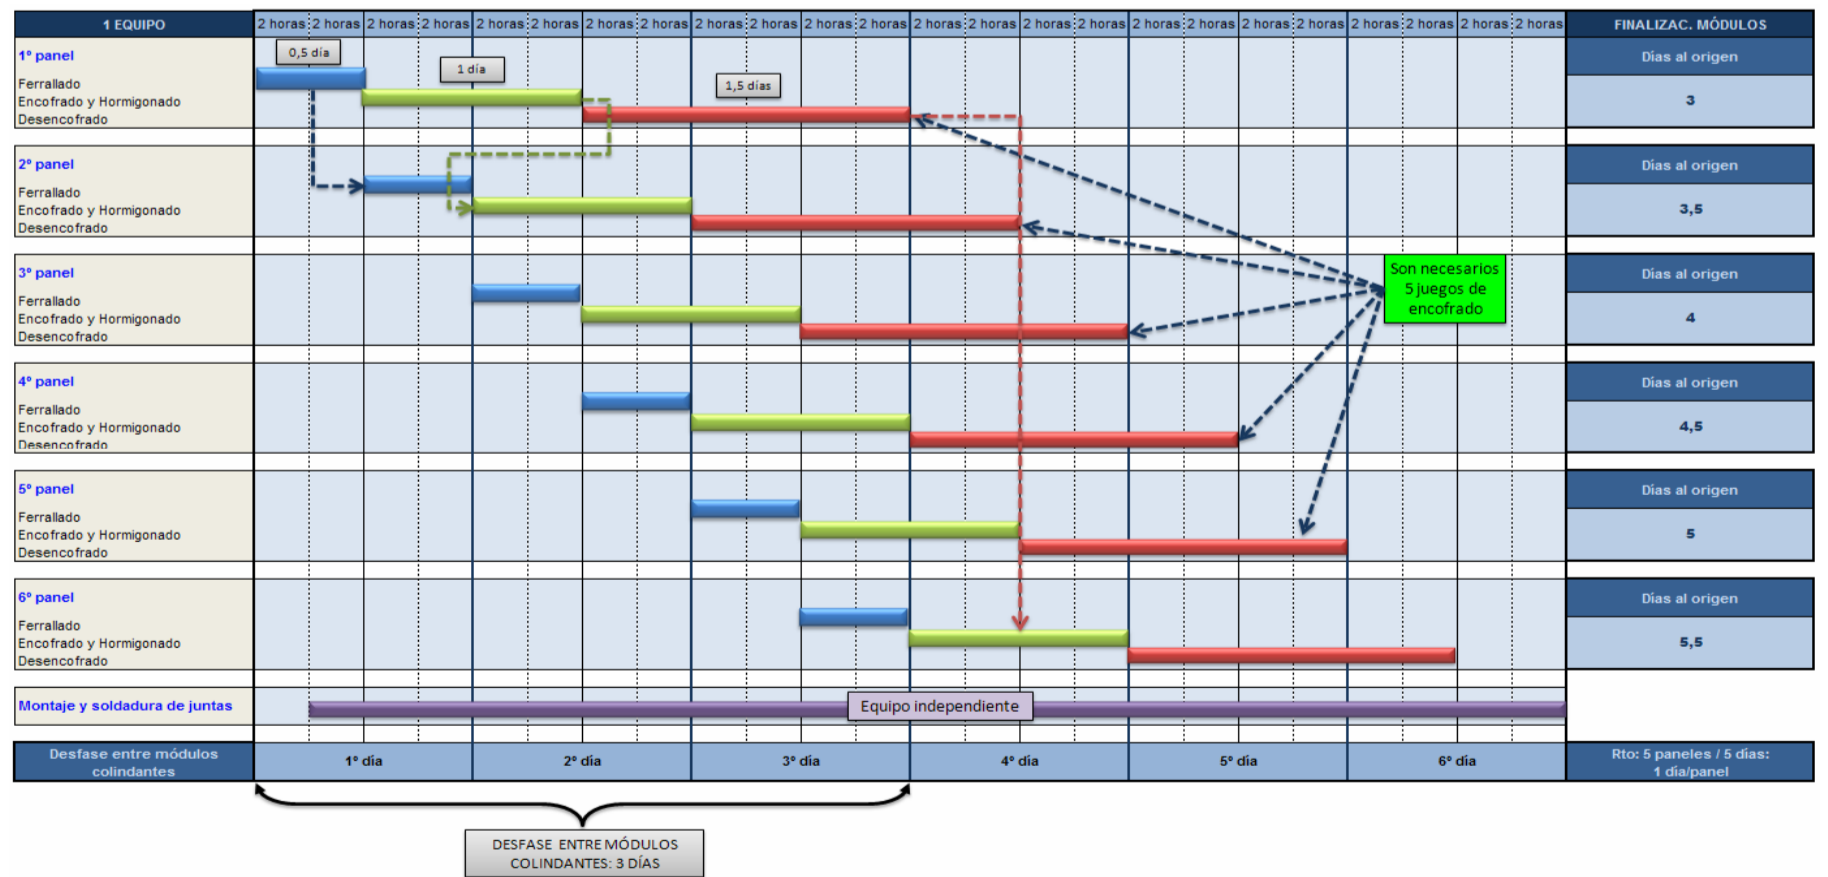 1 EQUIPO
2 horas 2 horas 2 horas 2 horas 2 horas 2 horas 2 horas 2 horas 2 horas 2 horas 2 horas 2 horas 2 horas 2 horas 2 horas 2 horas 2 horas 2 horas 2 horas 2 horas 2 horas 2 horas 2 horas 2 horas
FINALIZAC. MÓDULOS
1º panel
Ferrallado
Encofrado y Hormigonado
Desencofrado
0,5 día
1 día
1,5 días
Días al origen
3
2º panel
Ferrallado
Encofrado y Hormigonado
Desencofrado
Días al origen
3,5
3º panel
Ferrallado
Encofrado y Hormigonado
Desencofrado
Son necesarios
5 juegos de
encofrado
Días al origen
4
4º panel
Ferrallado
Encofrado y Hormigonado
Desencofrado
Días al origen
4,5
5º panel
Ferrallado
Encofrado y Hormigonado
Desencofrado
Días al origen
5
6º panel
Ferrallado
Encofrado y Hormigonado
Desencofrado
Días al origen
5,5
Montaje y soldadura de juntas
Equipo independiente
Desfase entre módulos
colindantes
1º día 2º día 3º día 4º día 5º día 6º día
Rto: 5 paneles / 5 días:
1 día/panel
DESFASE ENTRE MÓDULOS
COLINDANTES: 3 DÍAS